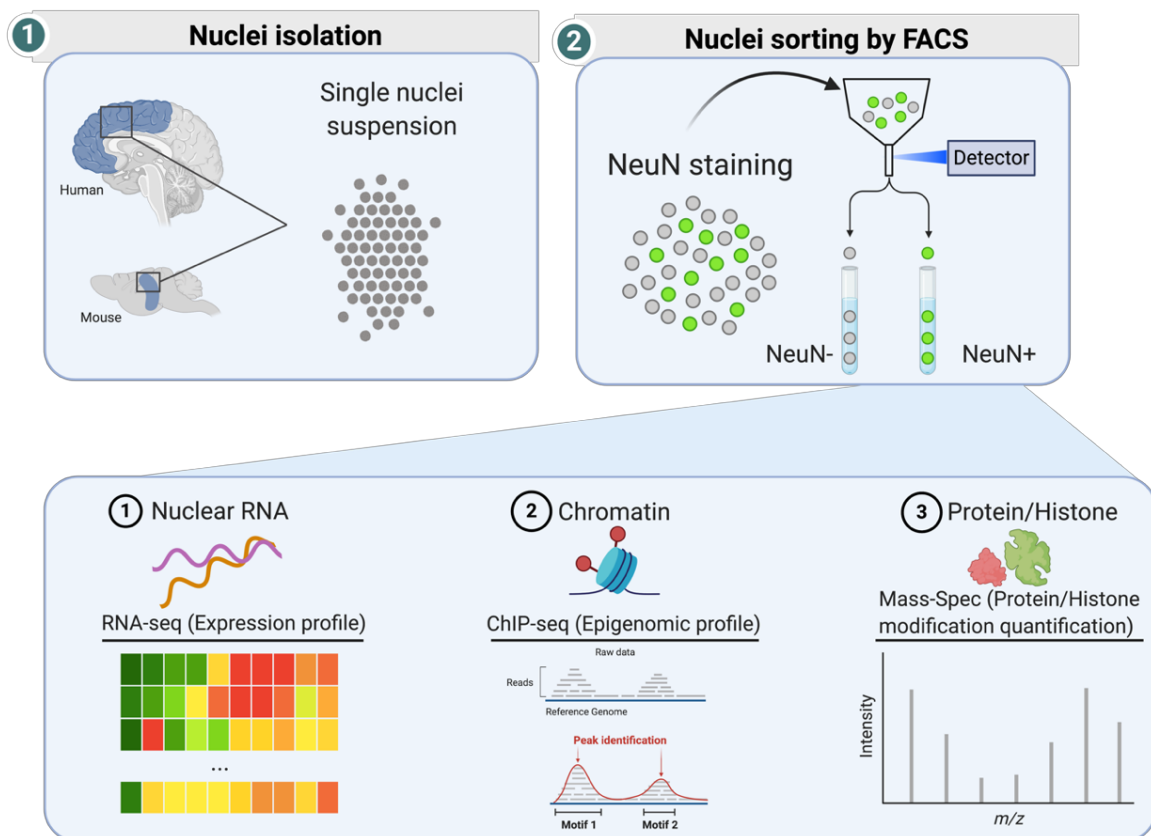 1
Nuclei isolation
Human
Mouse
Single nuclei
suspension
2
Nuclei sorting by FACS
NeuN staining
Detector
NeuN-
NeuN+
1
Nuclear RNA
RNA-seq (Expression profile)
...
2
Chromatin
ChIP-seq (Epigenomic profile)
Raw data
Reads
Reference Genome
Peak identification
Motif 1
Motif 2
3
Protein/Histone
Mass-Spec (Protein/Histone
modification quantification)
Intensity
m/z